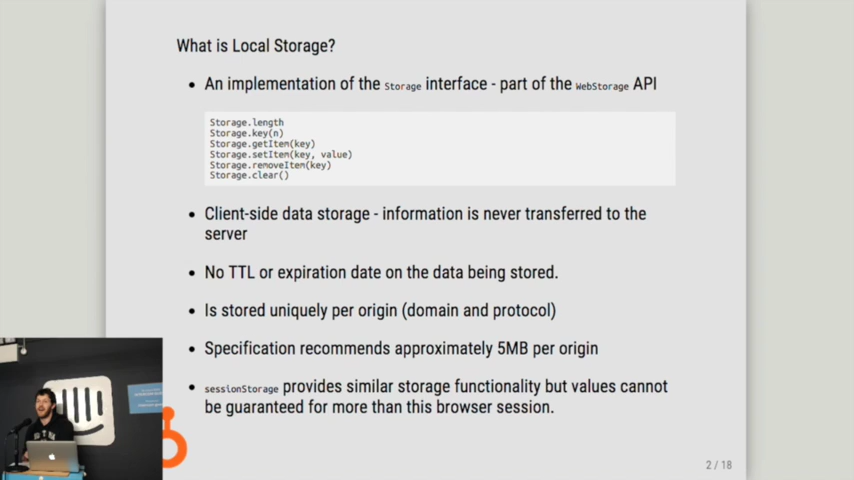 What is Local Storage?
An implementation of the Storage interface - part of the WebStorage API
Storage.length
Storage.key(n)
Storage.getItem(key)
Storage.setItem(key, value)
Storage.removeItem(key)
Storage.clear()
Client-side data storage - information is never transferred to the
server
No TTL or expiration date on the data being stored.
Is stored uniquely per origin (domain and protocol)
Specification recommends approximately 5MB per origin
sessionStorage provides similar storage functionality but values cannot
be guaranteed for more than this browser session.
2 / 18